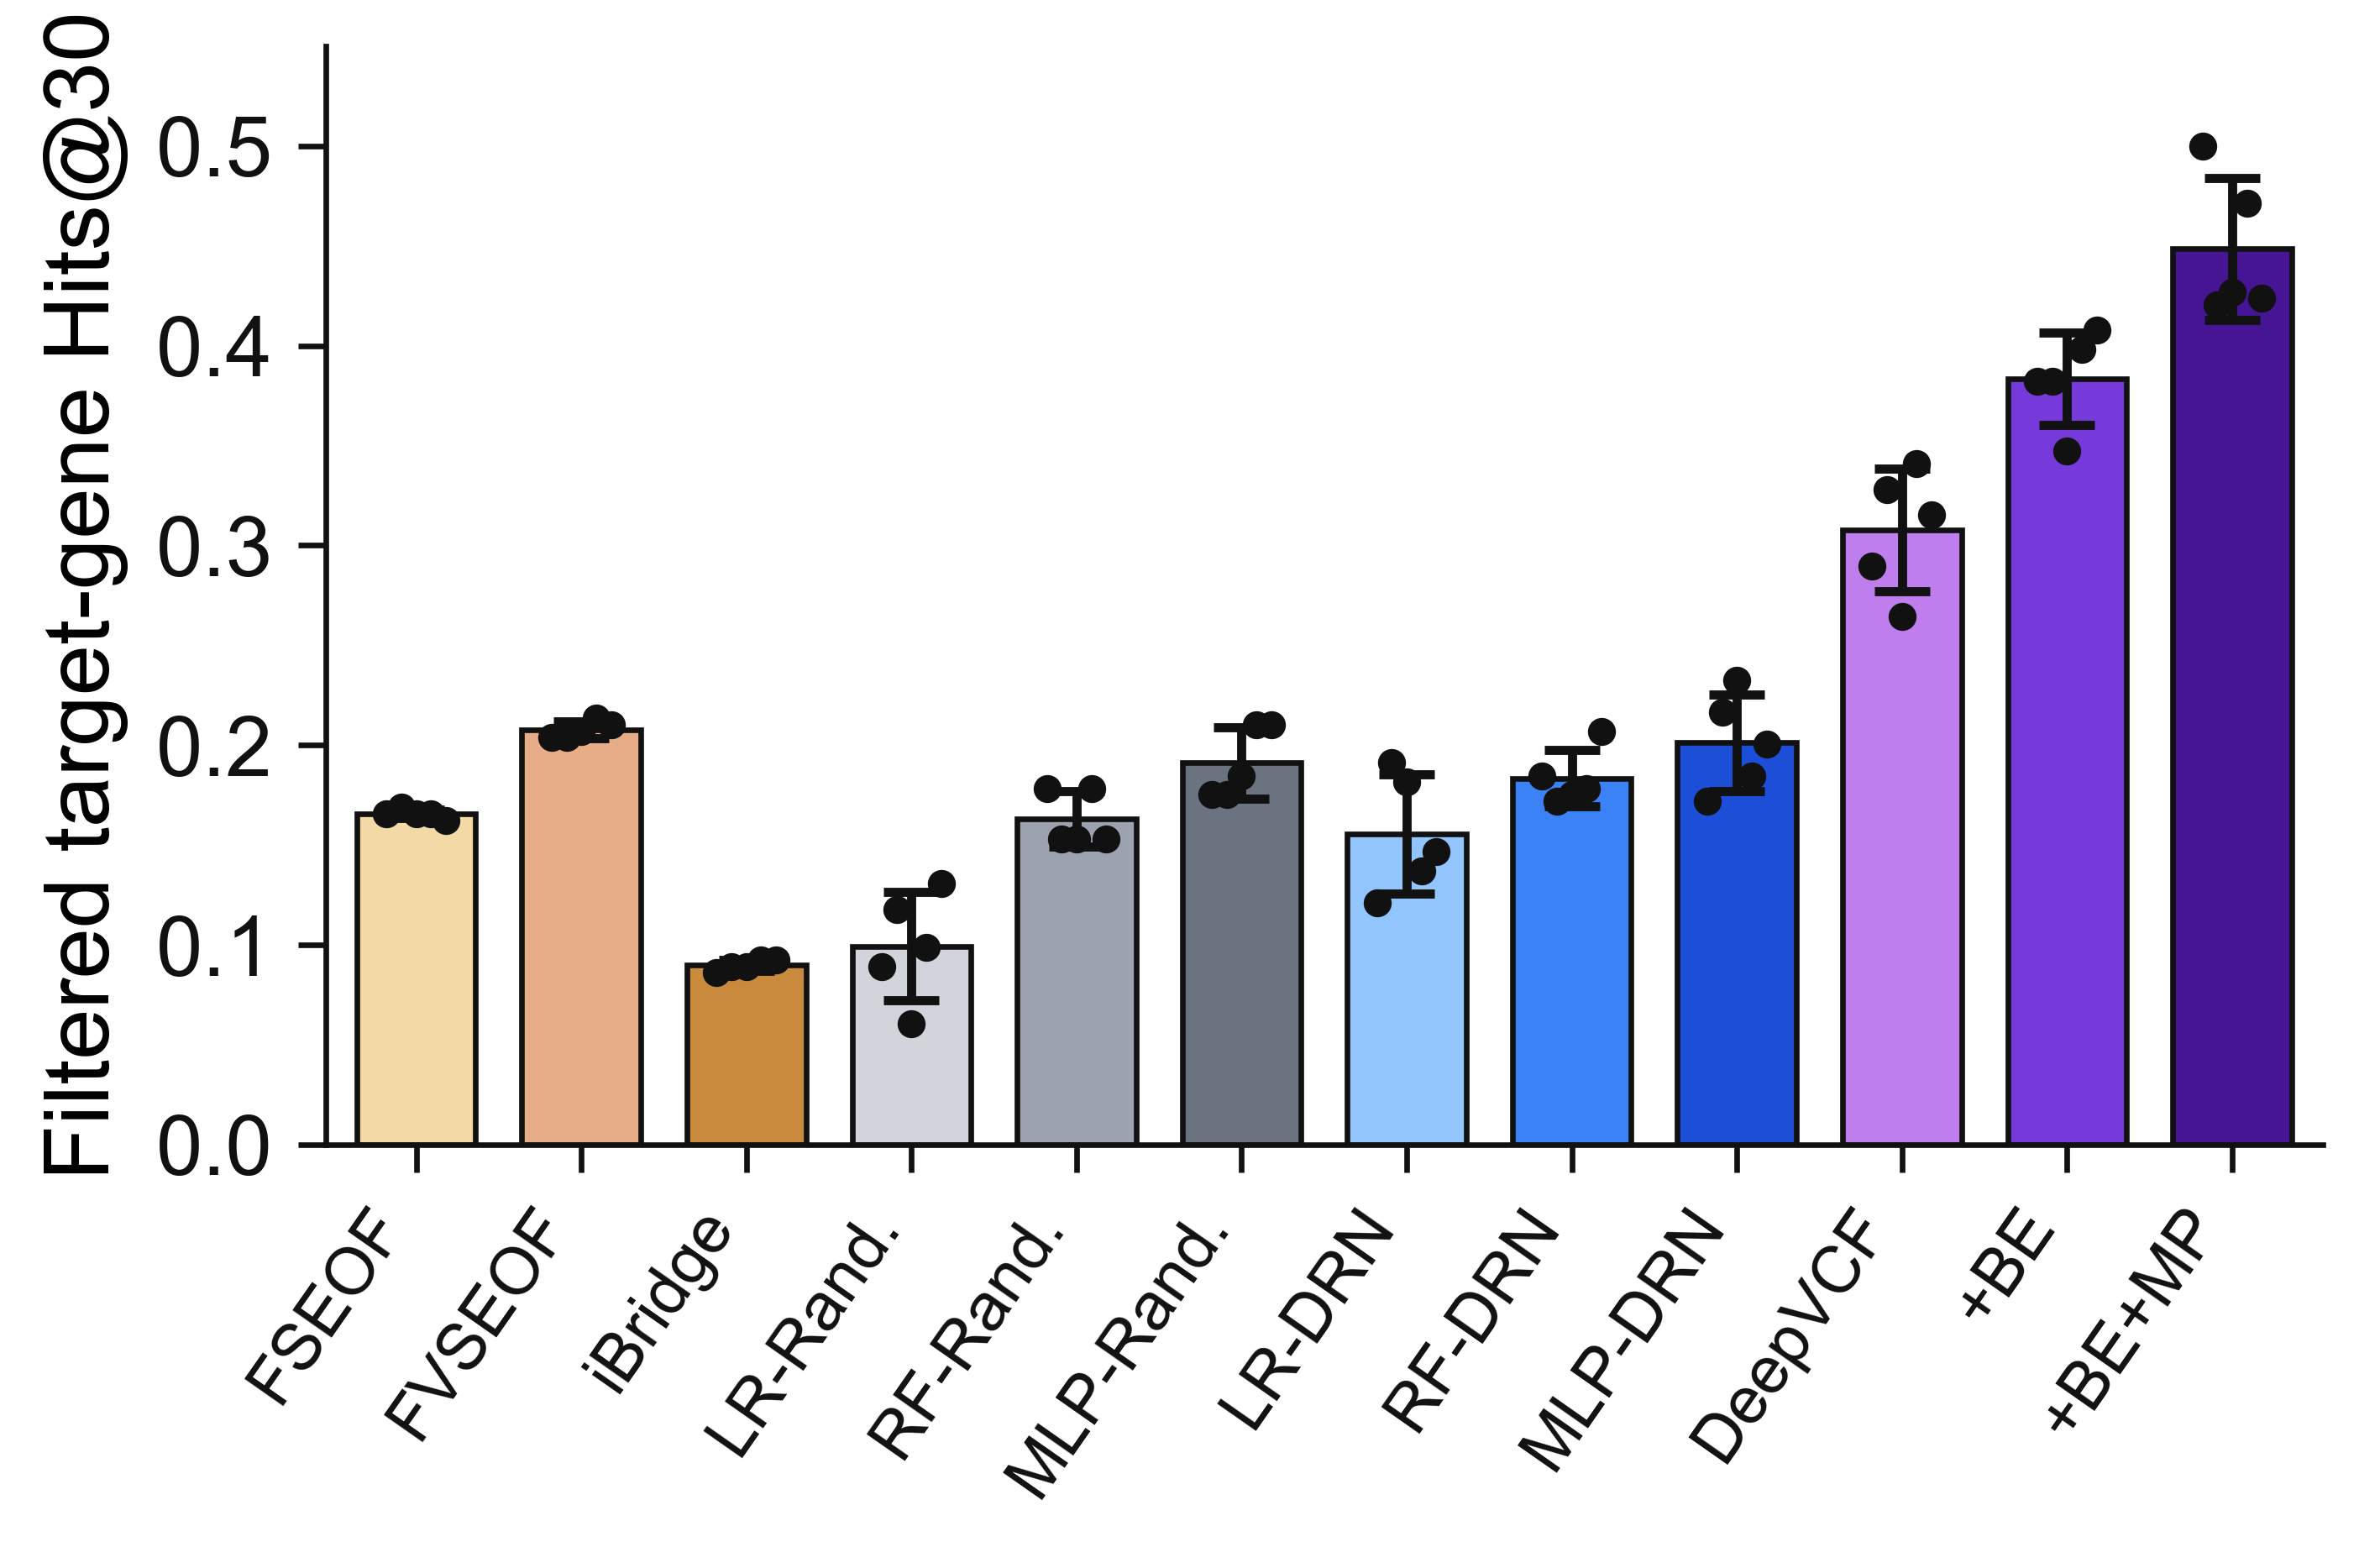 Filtered target-gene Hits@30
0.5
0.4
0.3
0.2
0.1
0.0
FSEOF
FVSEOF
iBridge
LR-Rand.
RF-Rand.
MLP-Rand.
LR-DRN
RF-DRN
MLP-DRN
DeepVCF
+BE
+BE+MP